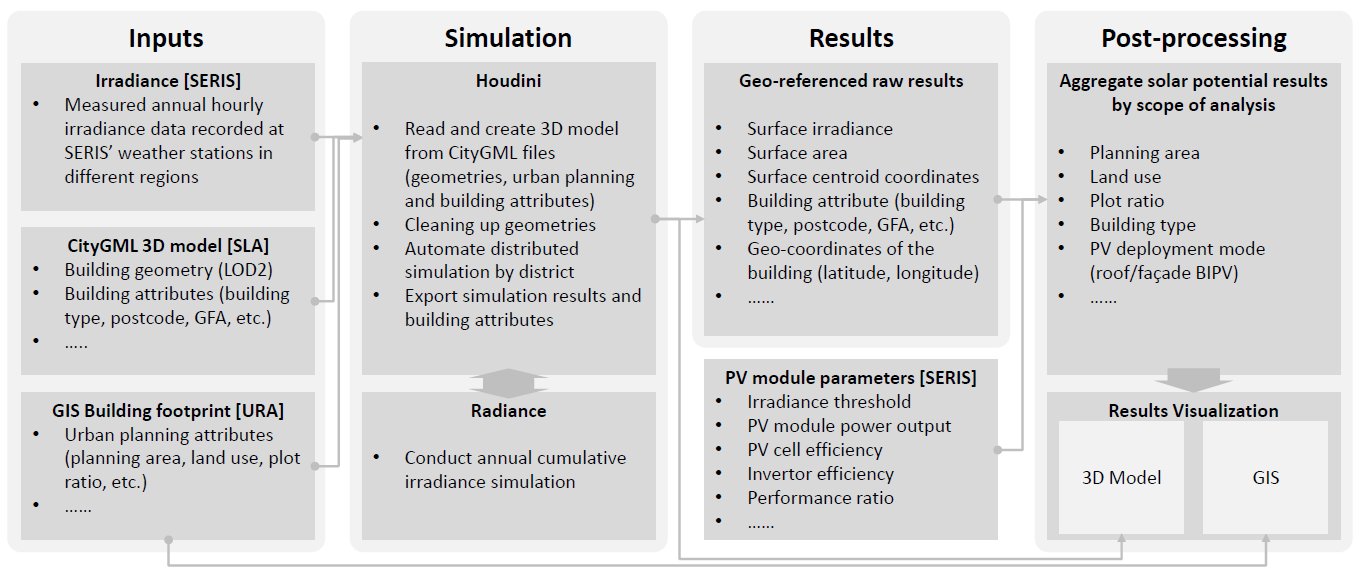 Inputs
Irradiance [SERIS]
• Measured annual hourly
irradiance data recorded at
SERIS’ weather stations in
different regions
CityGML 3D model [SLA]
• Building geometry (LOD2)
• Building attributes (building
type, postcode, GFA, etc.)
• …..
GIS Building footprint [URA]
• Urban planning attributes
(planning area, land use, plot
ratio, etc.)
• ……
Simulation
Houdini
• Read and create 3D model
from CityGML files
(geometries, urban planning
and building attributes)
• Cleaning up geometries
• Automate distributed
simulation by district
• Export simulation results and
building attributes
Radiance
• Conduct annual cumulative
irradiance simulation
Results
Geo-referenced raw results
• Surface irradiance
• Surface area
• Surface centroid coordinates
• Building attribute (building
type, postcode, GFA, etc.)
• Geo-coordinates of the
building (latitude, longitude)
• ……
PV module parameters [SERIS]
• Irradiance threshold
• PV module power output
• PV cell efficiency
• Invertor efficiency
• Performance ratio
• ……
Post-processing
Aggregate solar potential results
by scope of analysis
• Planning area
• Land use
• Plot ratio
• Building type
• PV deployment mode
(roof/façade BIPV)
• ……
Results Visualization
3D Model
GIS